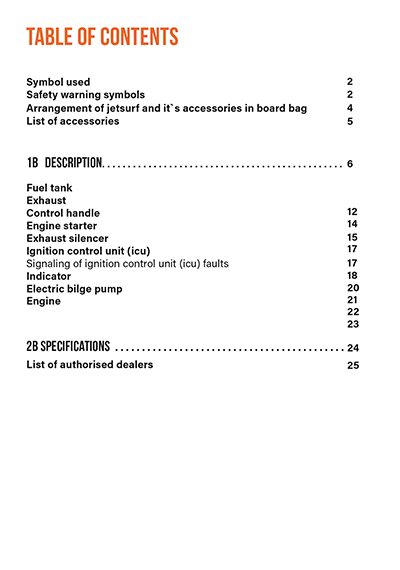 TABLE OF CONTENTS
Symbol used 2
Safety warning symbols 2
Arrangement of jetsurf and it`s accessories in board bag 4
List of accessories 5
1B DESCRIPTION. . . . . . . . . . . . . . . . . . . . . . . . . . . . . . . . . . . . . . . . . . . . . . 6
Fuel tank
Exhaust
Control handle 12
Engine starter 14
Exhaust silencer 15
Ignition control unit (icu) 17
Signaling of ignition control unit (icu) faults 17
Indicator 18
Electric bilge pump 20
Engine 21
22
23
2B SPECIFICATIONS . . . . . . . . . . . . . . . . . . . . . . . . . . . . . . . . . . . . . . . . . . . 24
List of authorised dealers 25